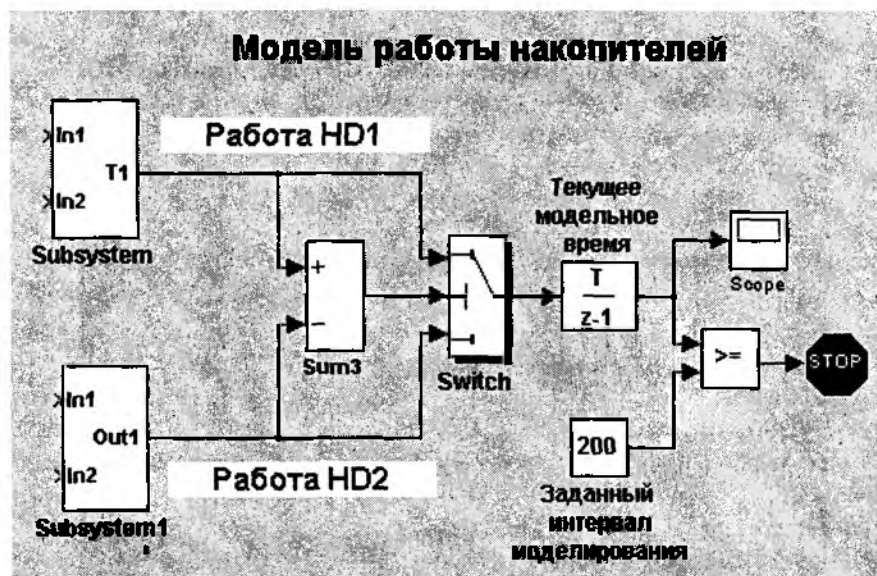 Модель работы накопителей
In1
T1
In2
Subsystem
Работа HD1
+
−
Sum3
Switch
Текущее
модельное
время
T
z-1
Scope
>=
STOP
200
Заданный
интервал
моделирования
In1
Out1
In2
Subsystem1
Работа HD2